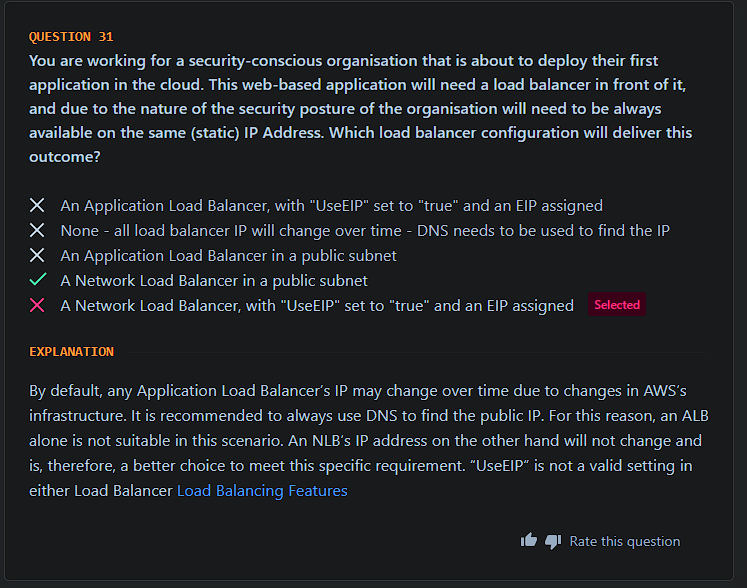 QUESTION 31
You are working for a security-conscious organisation that is about to deploy their first
application in the cloud. This web-based application will need a load balancer in front of it,
and due to the nature of the security posture of the organisation will need to be always
available on the same (static) IP Address. Which load balancer configuration will deliver this
outcome?
An Application Load Balancer, with "UseEIP" set to "true" and an EIP assigned
None - all load balancer IP will change over time - DNS needs to be used to find the IP
An Application Load Balancer in a public subnet
A Network Load Balancer in a public subnet
A Network Load Balancer, with "UseEIP" set to "true" and an EIP assigned Selected
EXPLANATION
By default, any Application Load Balancer's IP may change over time due to changes in AWS's
infrastructure. It is recommended to always use DNS to find the public IP. For this reason, an ALB
alone is not suitable in this scenario. An NLB's IP address on the other hand will not change and
is, therefore, a better choice to meet this specific requirement. “UseEIP” is not a valid setting in
either Load Balancer Load Balancing Features
Rate this question